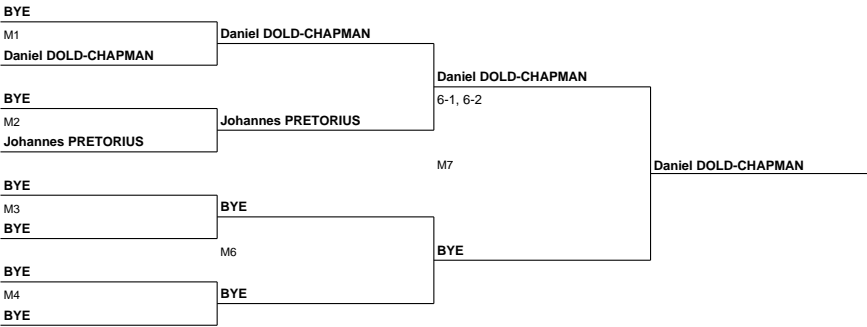 BYE
M1
Daniel DOLD-CHAPMAN
Daniel DOLD-CHAPMAN
BYE
M2
Johannes PRETORIUS
Johannes PRETORIUS
Daniel DOLD-CHAPMAN
6-1, 6-2
M7
Daniel DOLD-CHAPMAN
BYE
M3
BYE
BYE
M6
BYE
BYE
M4
BYE
BYE